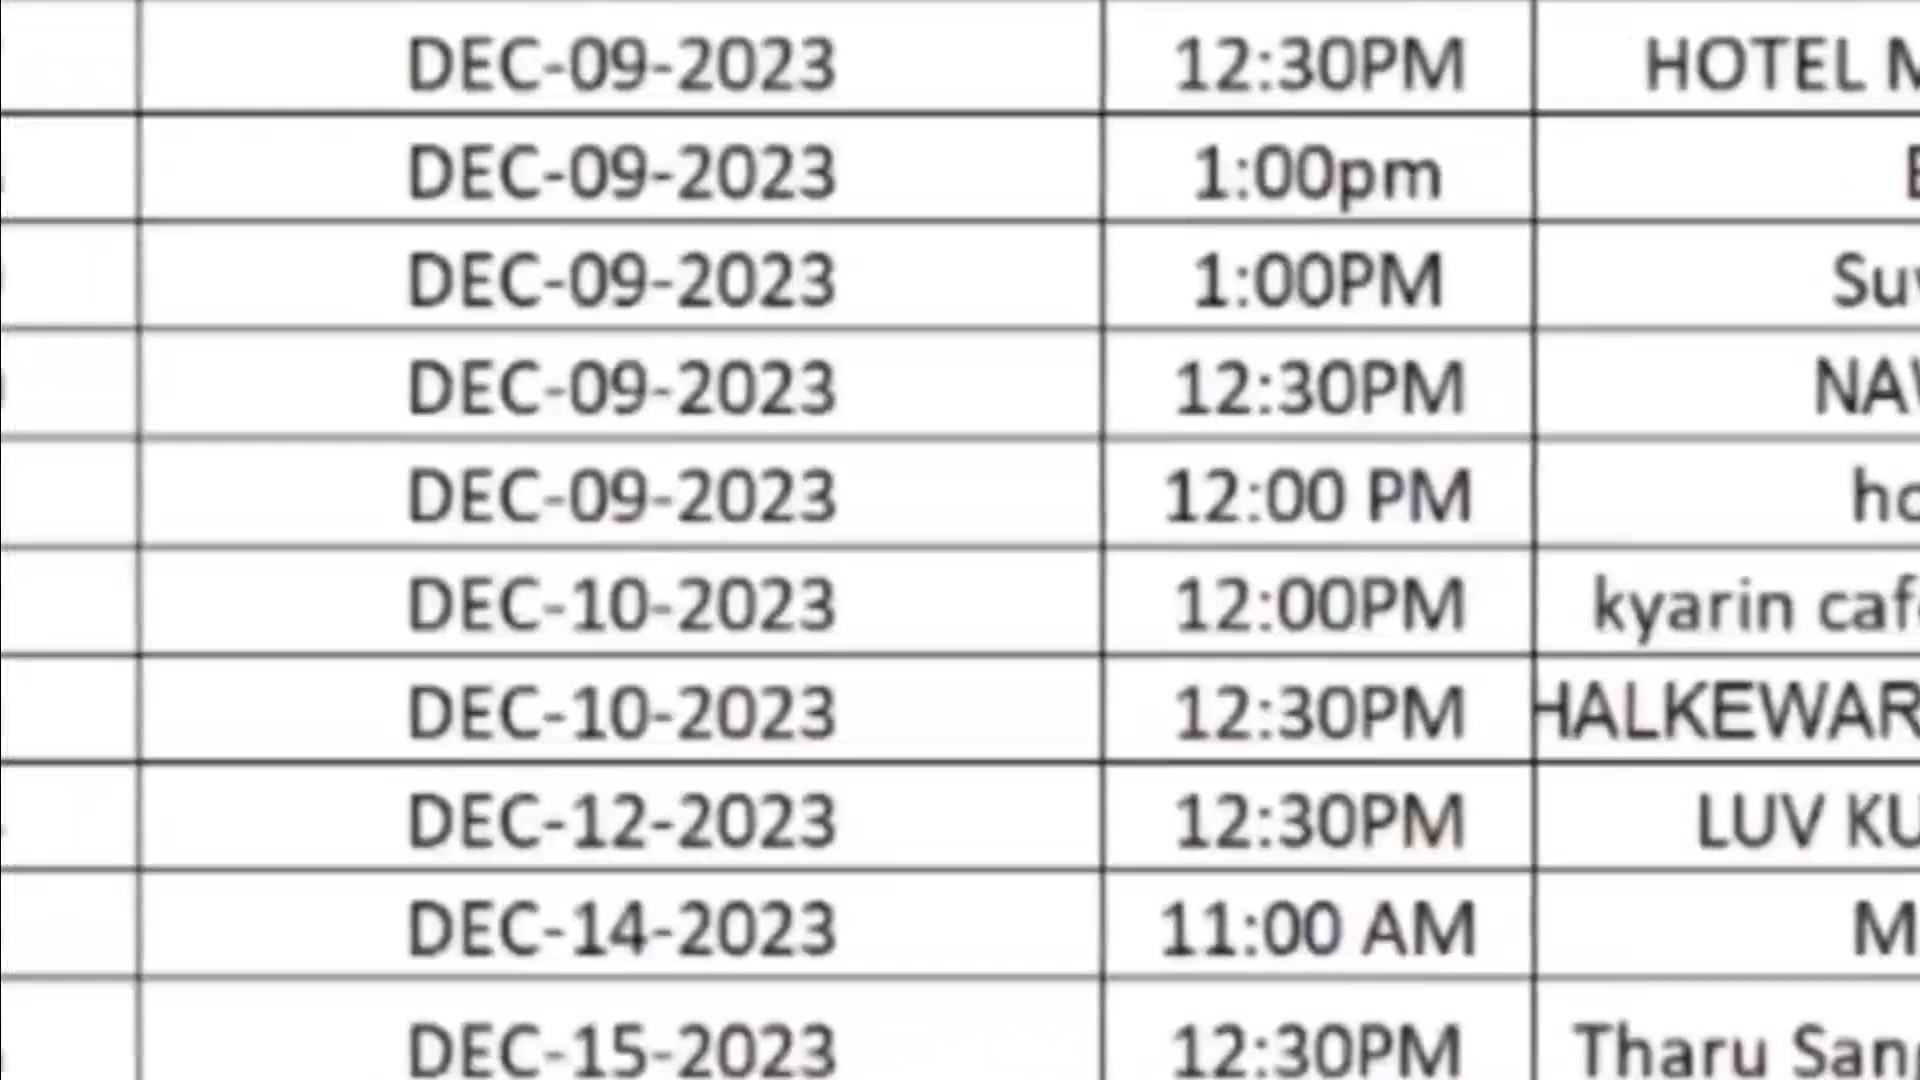 DEC-09-2023 12:30PM HOTEL
DEC-09-2023 1:00pm
DEC-09-2023 1:00PM
DEC-09-2023 12:30PM
DEC-09-2023 12:00 PM
DEC-10-2023 12:00PM kyarin
DEC-10-2023 12:30PM HALKEWAR
DEC-12-2023 12:30PM LUV KU
DEC-14-2023 11:00 AM M
DEC-15-2023 12:30PM Tharu